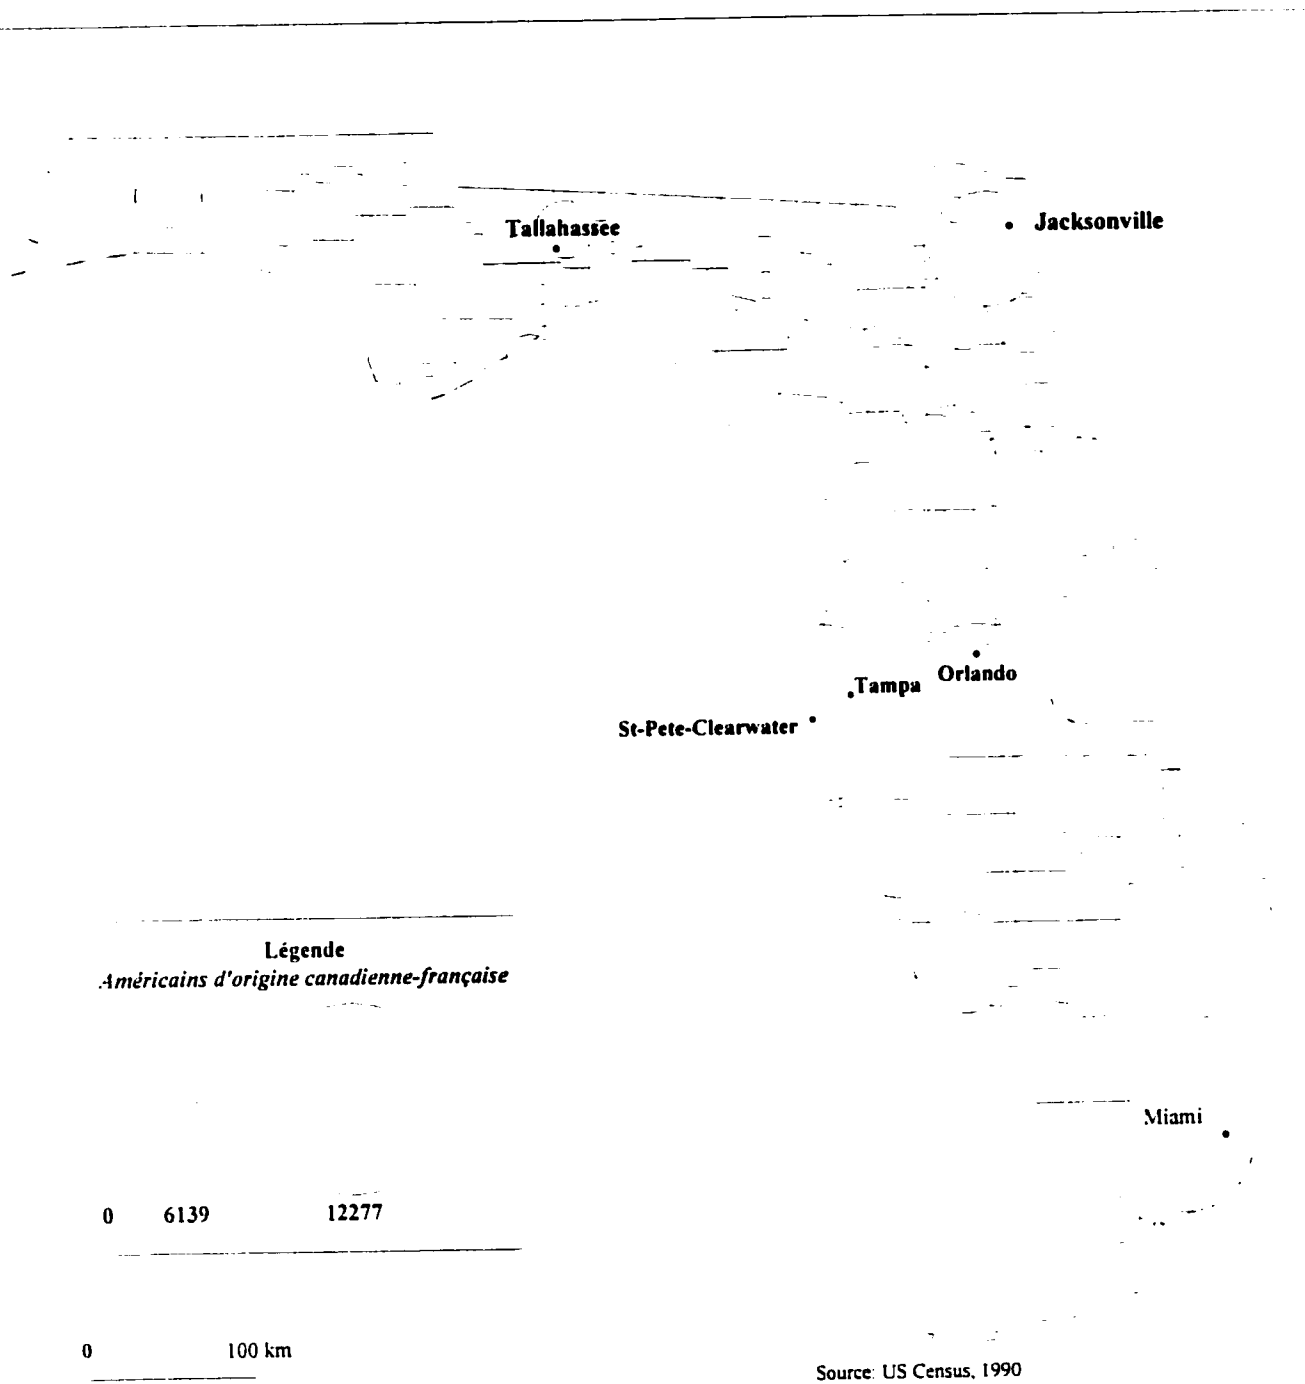 Tallahassee
Jacksonville
Orlando
Tampa
St-Pete-Clearwater
Légende
Américains d'origine canadienne-française
Miami
0 6139 12277
0 100 km
Source: US Census, 1990